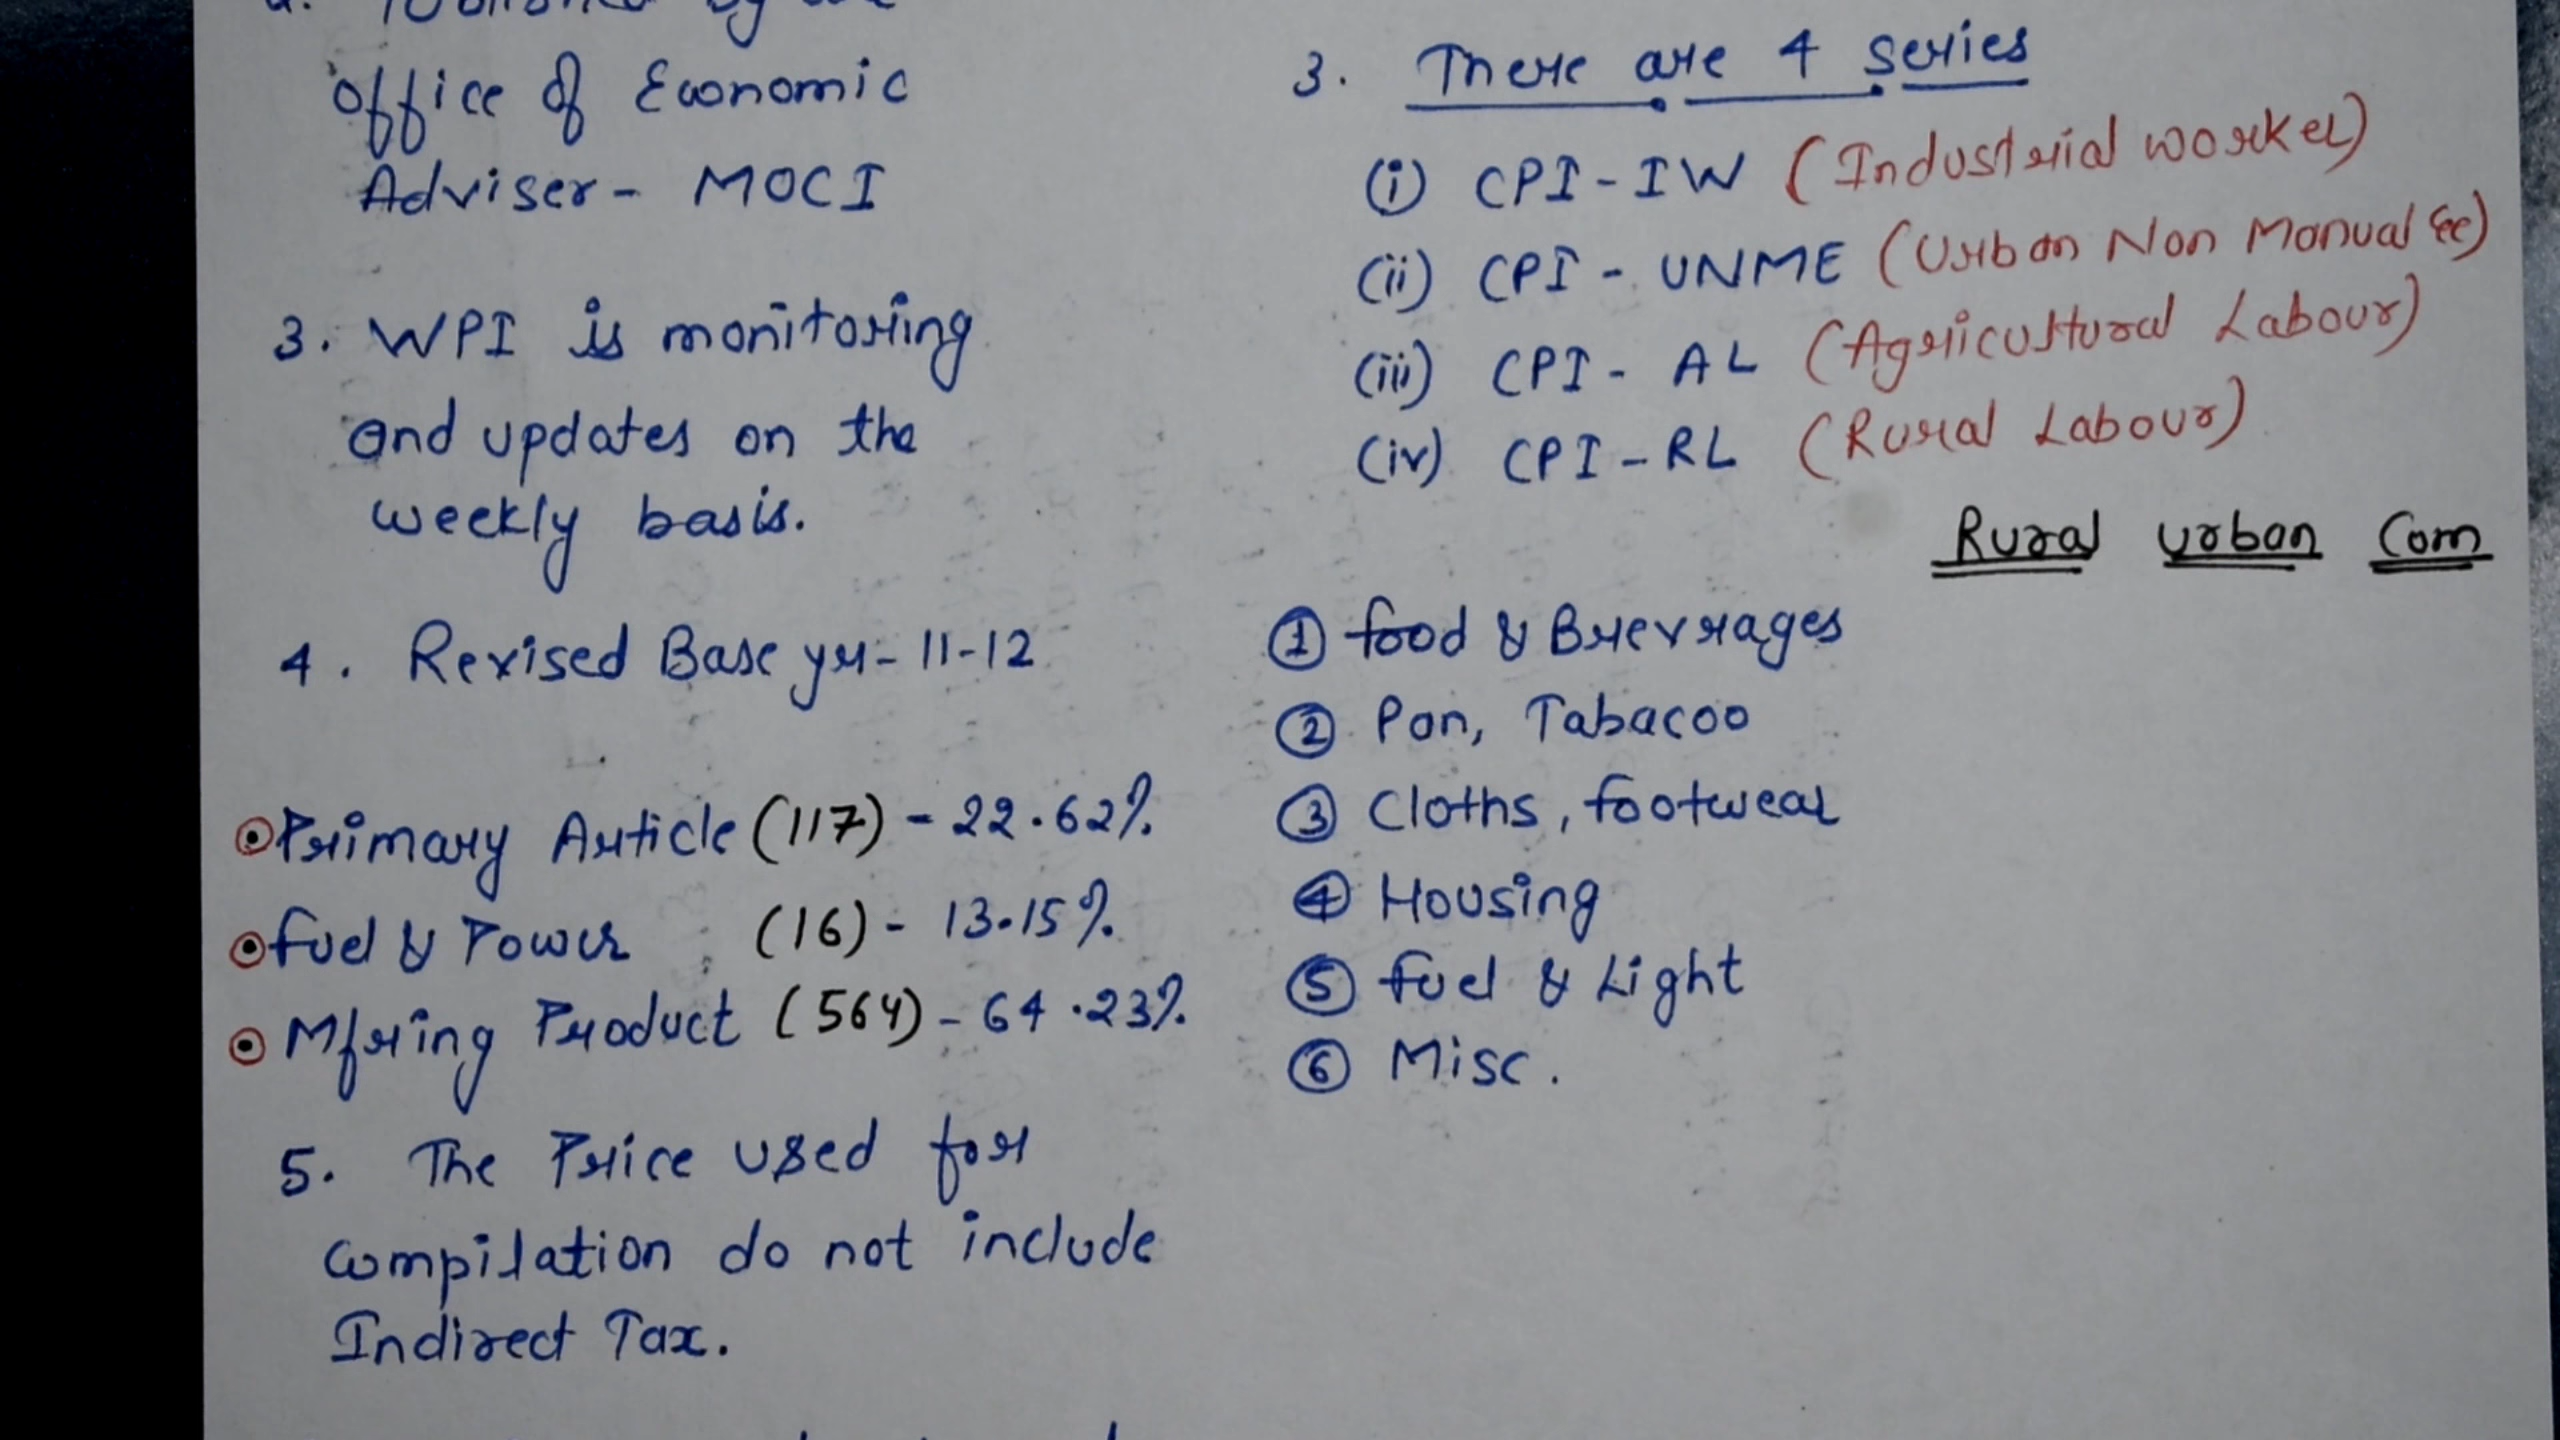 office of Economic
Adviser - MOCI
3. WPI is monitoring
and updates on the
weekly basis.
4. Revised Base yr - 11-12
Primary Article (117) - 22.62%
fuel & Power (16) - 13.15%
Mfring Product (564) - 64.23%
5. The Price used for
compilation do not include
Indirect Tax.
3. There are 4 series
(i) CPI - IW (Industrial worker)
(ii) CPI - UNME (Urban Non Manual Ee)
(iii) CPI - AL (Agricultural Labour)
(iv) CPI - RL (Rural Labour)
Rural urban Com
1 food & Breverages
2 Pan, Tabacoo
3 Cloths, footwear
4 Housing
5 fuel & Light
6 Misc.